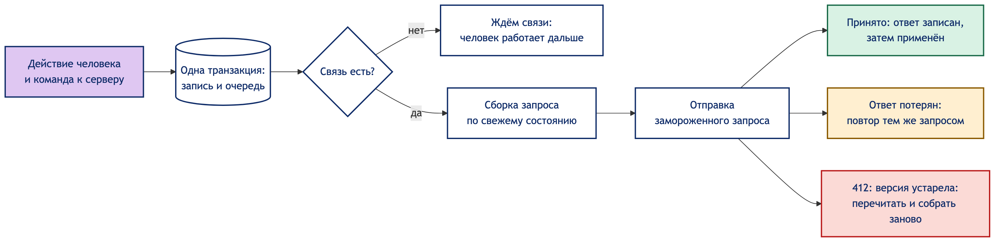 Действие человека
и команда к серверу
Одна транзакция:
запись и очередь
Связь есть?
нет
да
Ждём связи:
человек работает дальше
Сборка запроса
по свежему состоянию
Отправка
замороженного запроса
Принято: ответ записан,
затем применён
Ответ потерян:
повтор тем же запросом
412: версия устарела:
перечитать и собрать
заново